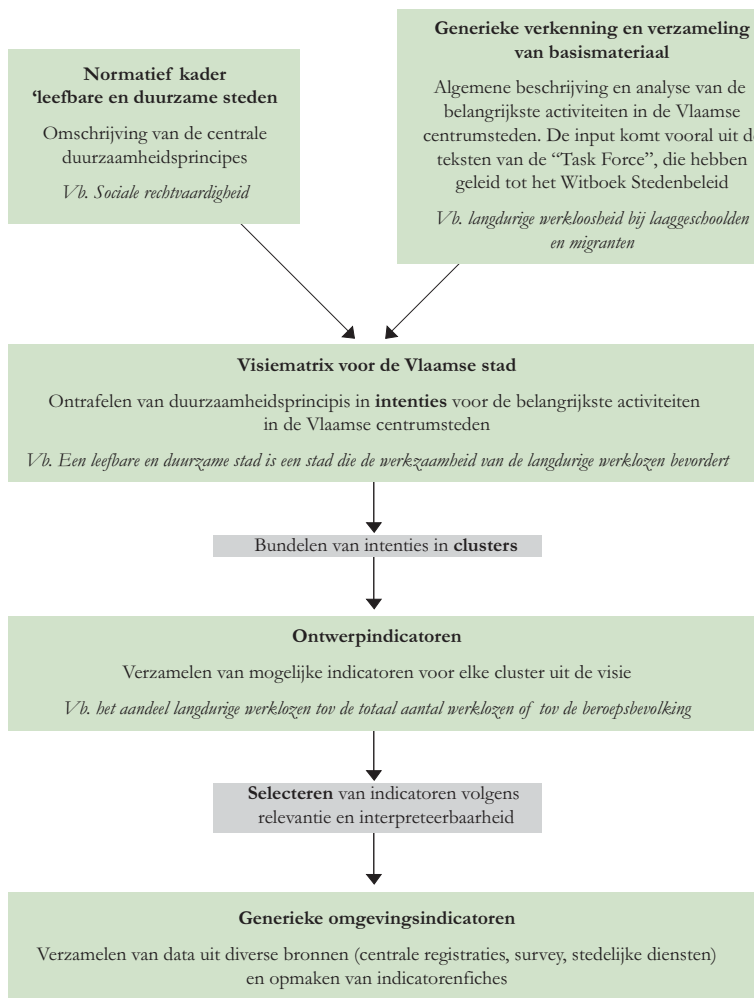 Normatief kader
‘leefbare en duurzame steden
Omschrijving van de centrale
duurzaamheidsprincipes
Vb. Sociale rechtvaardigheid
Generieke verkenning en verzameling
van basismateriaal
Algemene beschrijving en analyse van de
belangrijkste activiteiten in de Vlaamse
centrumsteden. De input komt vooral uit d
teksten van de “Task Force”, die hebben
geleid tot het Witboek Stedenbeleid
Vb. langdurige werkloosheid bij laaggeschoolden
en migranten
Visiematrix voor de Vlaamse stad
Ontrafelen van duurzaamheidsprincipis in intenties voor de belangrijkste activiteiten
in de Vlaamse centrumsteden
Vb. Een leefbare en duurzame stad is een stad die de werkzaamheid van de langdurige werklozen bevordert
Bundelen van intenties in clusters
Ontwerpindicatoren
Verzamelen van mogelijke indicatoren voor elke cluster uit de visie
Vb. het aandeel langdurige werklozen tov de totaal aantal werklozen of tov de beroepsbevolking
Selecteren van indicatoren volgens
relevantie en interpreteerbaarheid
Generieke omgevingsindicatoren
Verzamelen van data uit diverse bronnen (centrale registraties, survey, stedelijke diensten)
en opmaken van indicatorenfiches